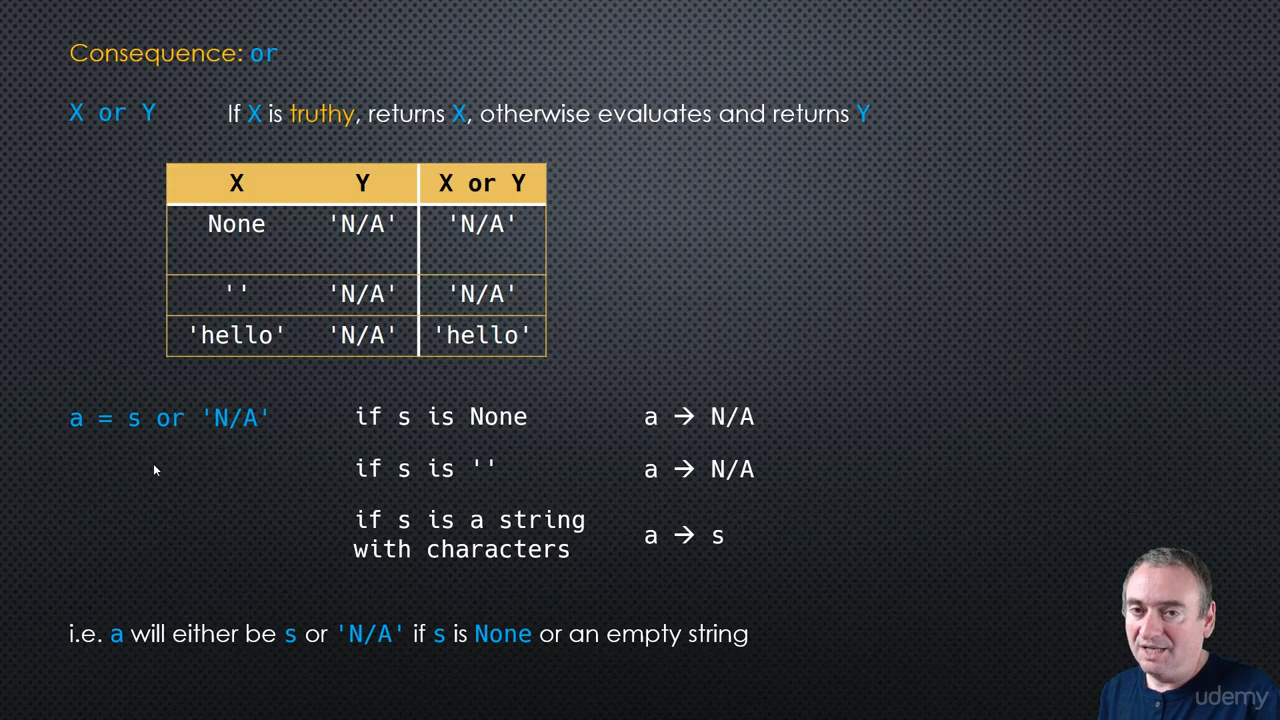 Consequence: or
X or Y If X is truthy, returns X, otherwise evaluates and returns Y
X Y X or Y
None 'N/A' 'N/A'
'' 'N/A' 'N/A'
'hello' 'N/A' 'hello'
a = s or 'N/A' if s is None a → N/A
if s is '' a → N/A
if s is a string
with characters a → s
i.e. a will either be s or 'N/A' if s is None or an empty string
udemy